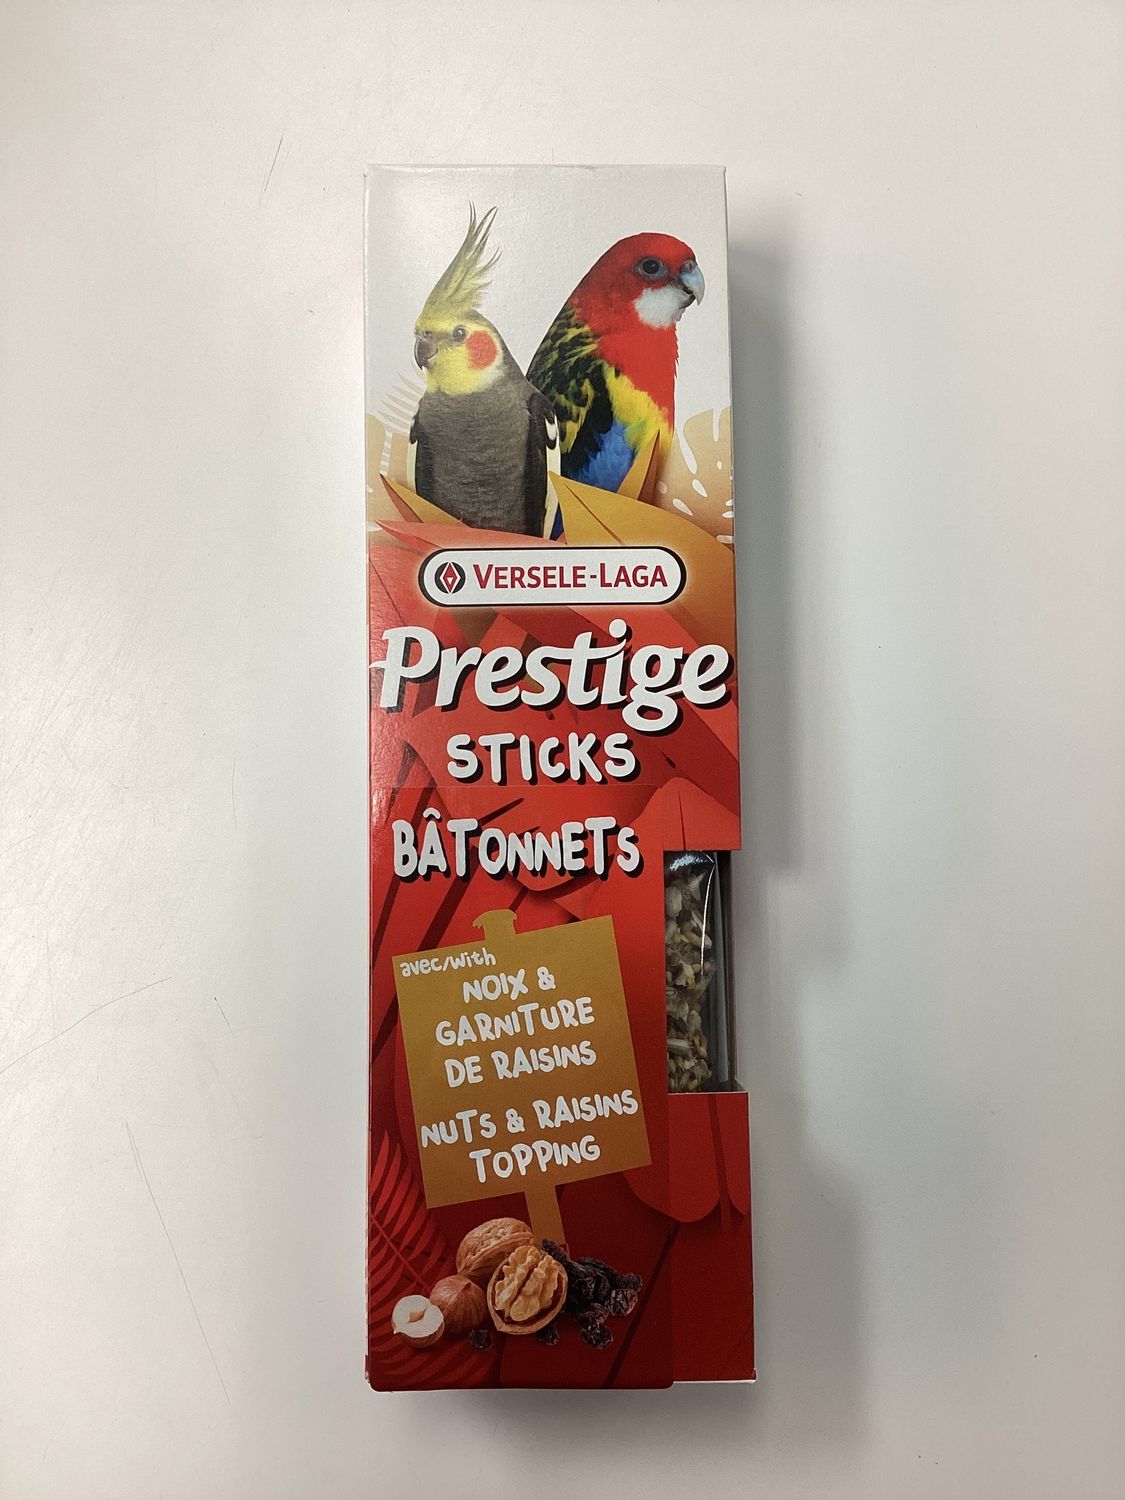 VERSELE-LAGA
Prestige
STICKS
BÂTONNETS
avec/with
NOIX &
GARNITURE
DE RAISINS
NUTS & RAISINS
TOPPING